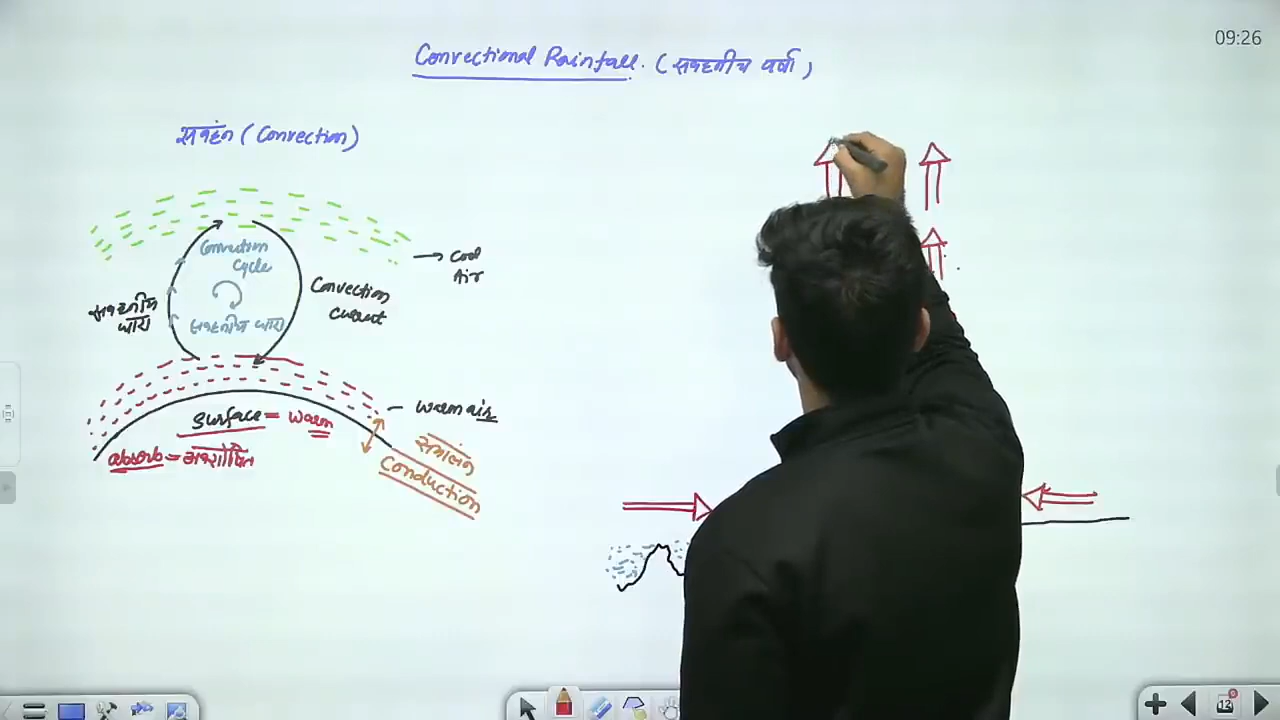 09:26
Convectional Rainfall. (संवहनीय वर्षा)
संवहन (Convection)
Convection
Cycle
Cool
Air
Convection
Current
संवहनीय
धारा
संवहनीय धारा
warm air
Surface = warm
absorb = अवशोषित
Conduction
12